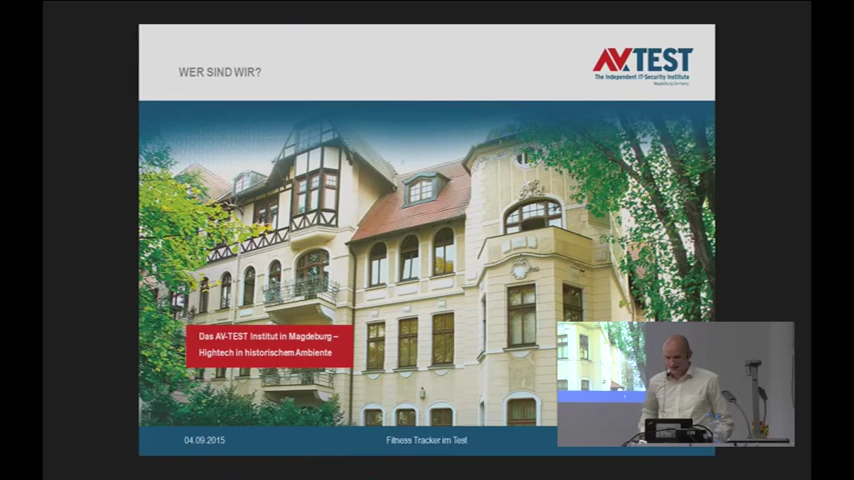 WER SIND WIR?
AV-TEST
The Independent IT-Security Institute
Magdeburg Germany
Das AV-TEST Institut in Magdeburg –
Hightech in historischem Ambiente
04.09.2015
Fitness Tracker im Test